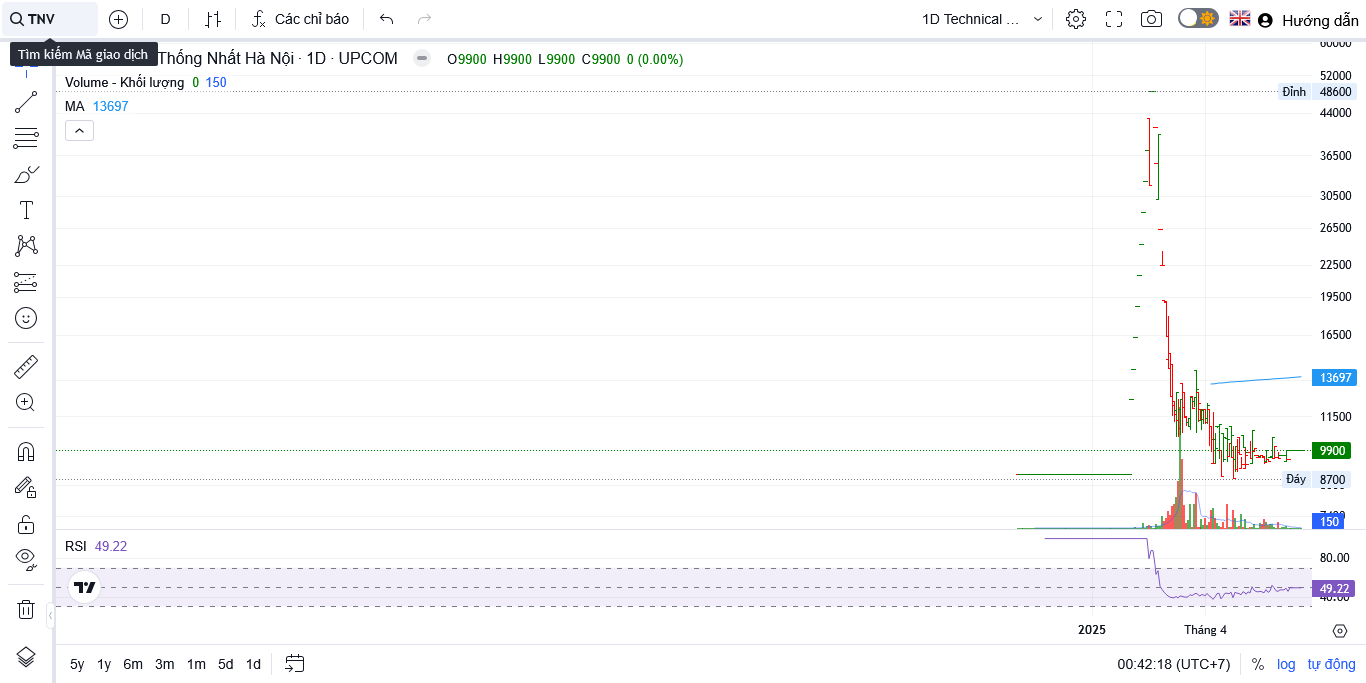 TNV D Các chỉ báo 1D Technical ... Hướng dẫn
Tìm kiếm Mã giao dịch
Thống Nhất Hà Nội · 1D · UPCOM O9900 H9900 L9900 C9900 0 (0.00%)
Volume - Khối lượng 0 150
MA 13697
60000
52000
Đỉnh 48600
44000
36500
30500
26500
22500
19500
16500
13697
11500
9900
Đáy 8700
150
RSI 49.22
80.00
49.22
40.00
2025 Tháng 4
5y 1y 6m 3m 1m 5d 1d 00:42:18 (UTC+7) % log tự động